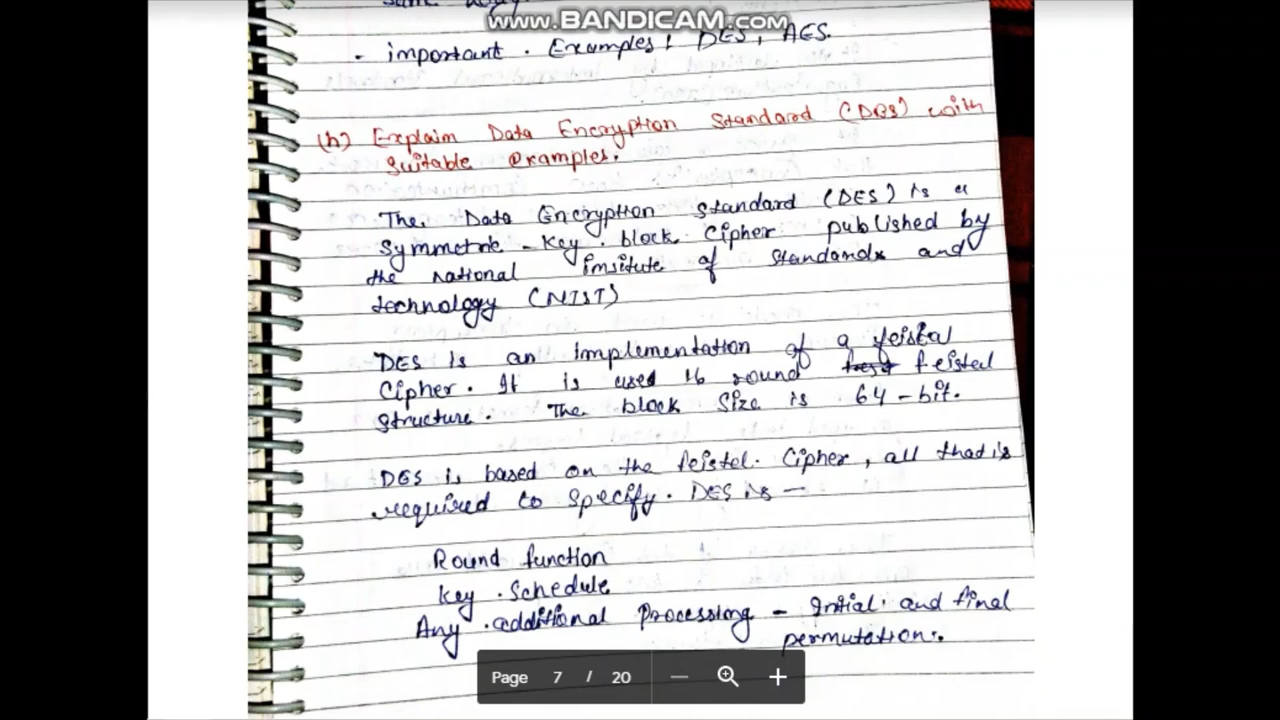 www.BANDICAM.com
- important. Examples: DES, AES.
(h) Explain Data Encryption Standard (DES) with
suitable examples.
The Data Encryption Standard (DES) is a
Symmetric - Key block Cipher published by
the national insitute of standards and
technology (NIST)
DES is an implementation of a feistal
Cipher. It is used 16 round feistel
structure. The block size is 64-bit.
DES is based on the feistel. Cipher, all that is
required to specify. DES is -
Round function
Key Schedule
Any additional Processing - Initial and final
permutation.
Page 7 / 20